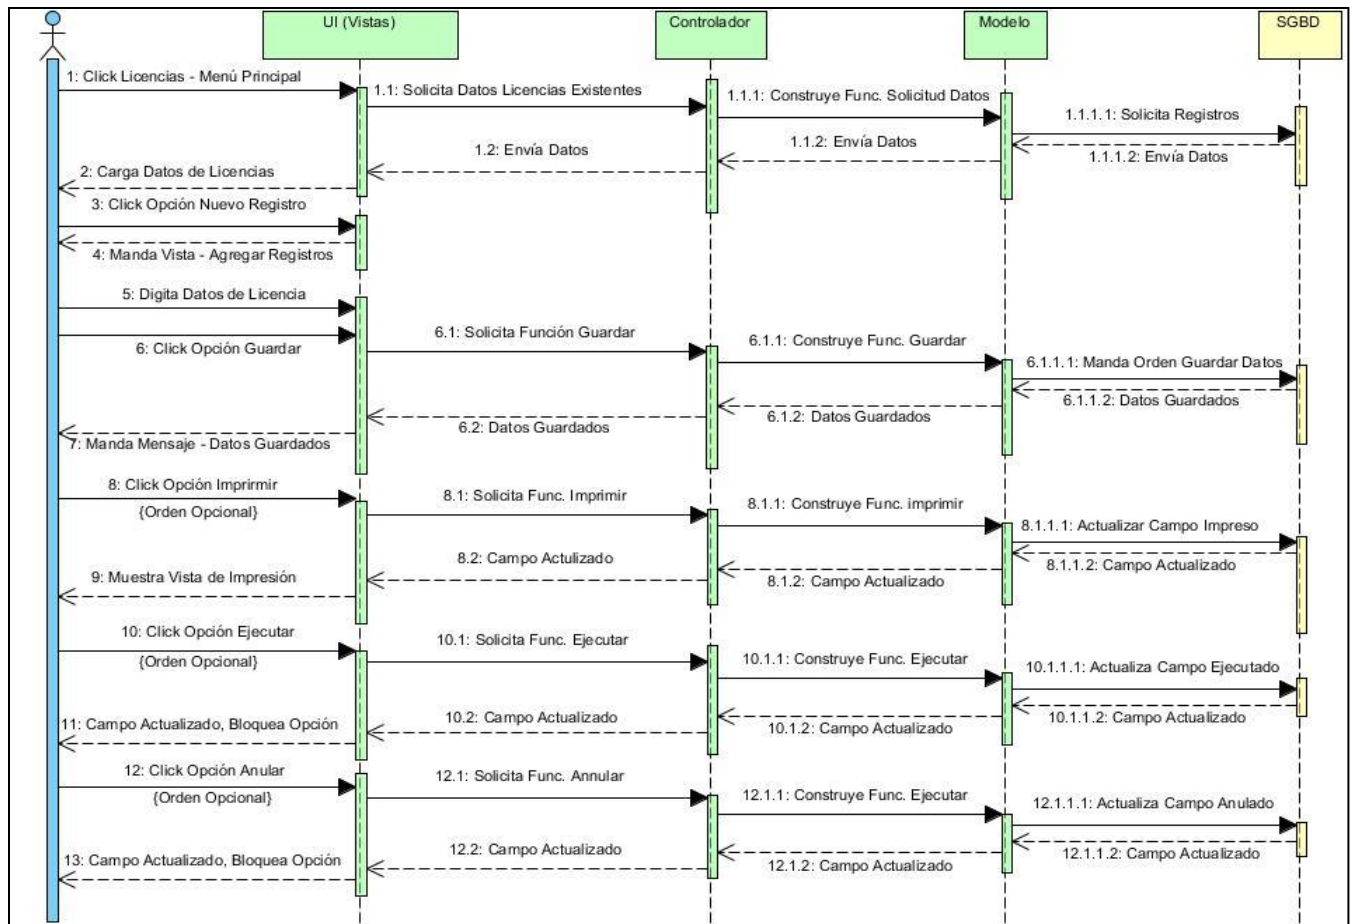 UI (Vistas)
Controlador
Modelo
SGBD
1: Click Licencias - Menú Principal
1.1: Solicita Datos Licencias Existentes
1.1.1: Construye Func. Solicitud Datos
1.1.1.1: Solicita Registros
1.1.1.2: Envía Datos
1.1.2: Envía Datos
1.2: Envía Datos
2: Carga Datos de Licencias
3: Click Opción Nuevo Registro
4: Manda Vista - Agregar Registros
5: Digita Datos de Licencia
6: Click Opción Guardar
6.1: Solicita Función Guardar
6.1.1: Construye Func. Guardar
6.1.1.1: Manda Orden Guardar Datos
6.1.1.2: Datos Guardados
6.1.2: Datos Guardados
6.2: Datos Guardados
7: Manda Mensaje - Datos Guardados
8: Click Opción Imprirmir
{Orden Opcional}
8.1: Solicita Func. Imprimir
8.1.1: Construye Func. imprimir
8.1.1.1: Actualizar Campo Impreso
8.1.1.2: Campo Actualizado
8.1.2: Campo Actualizado
8.2: Campo Actulizado
9: Muestra Vista de Impresión
10: Click Opción Ejecutar
{Orden Opcional}
10.1: Solicita Func. Ejecutar
10.1.1: Construye Func. Ejecutar
10.1.1.1: Actualiza Campo Ejecutado
10.1.1.2: Campo Actualizado
10.1.2: Campo Actualizado
10.2: Campo Actualizado
11: Campo Actualizado, Bloquea Opción
12: Click Opción Anular
{Orden Opcional}
12.1: Solicita Func. Annular
12.1.1: Construye Func. Ejecutar
12.1.1.1: Actualiza Campo Anulado
12.1.1.2: Campo Actualizado
12.1.2: Campo Actualizado
12.2: Campo Actualizado
13: Campo Actualizado, Bloquea Opción